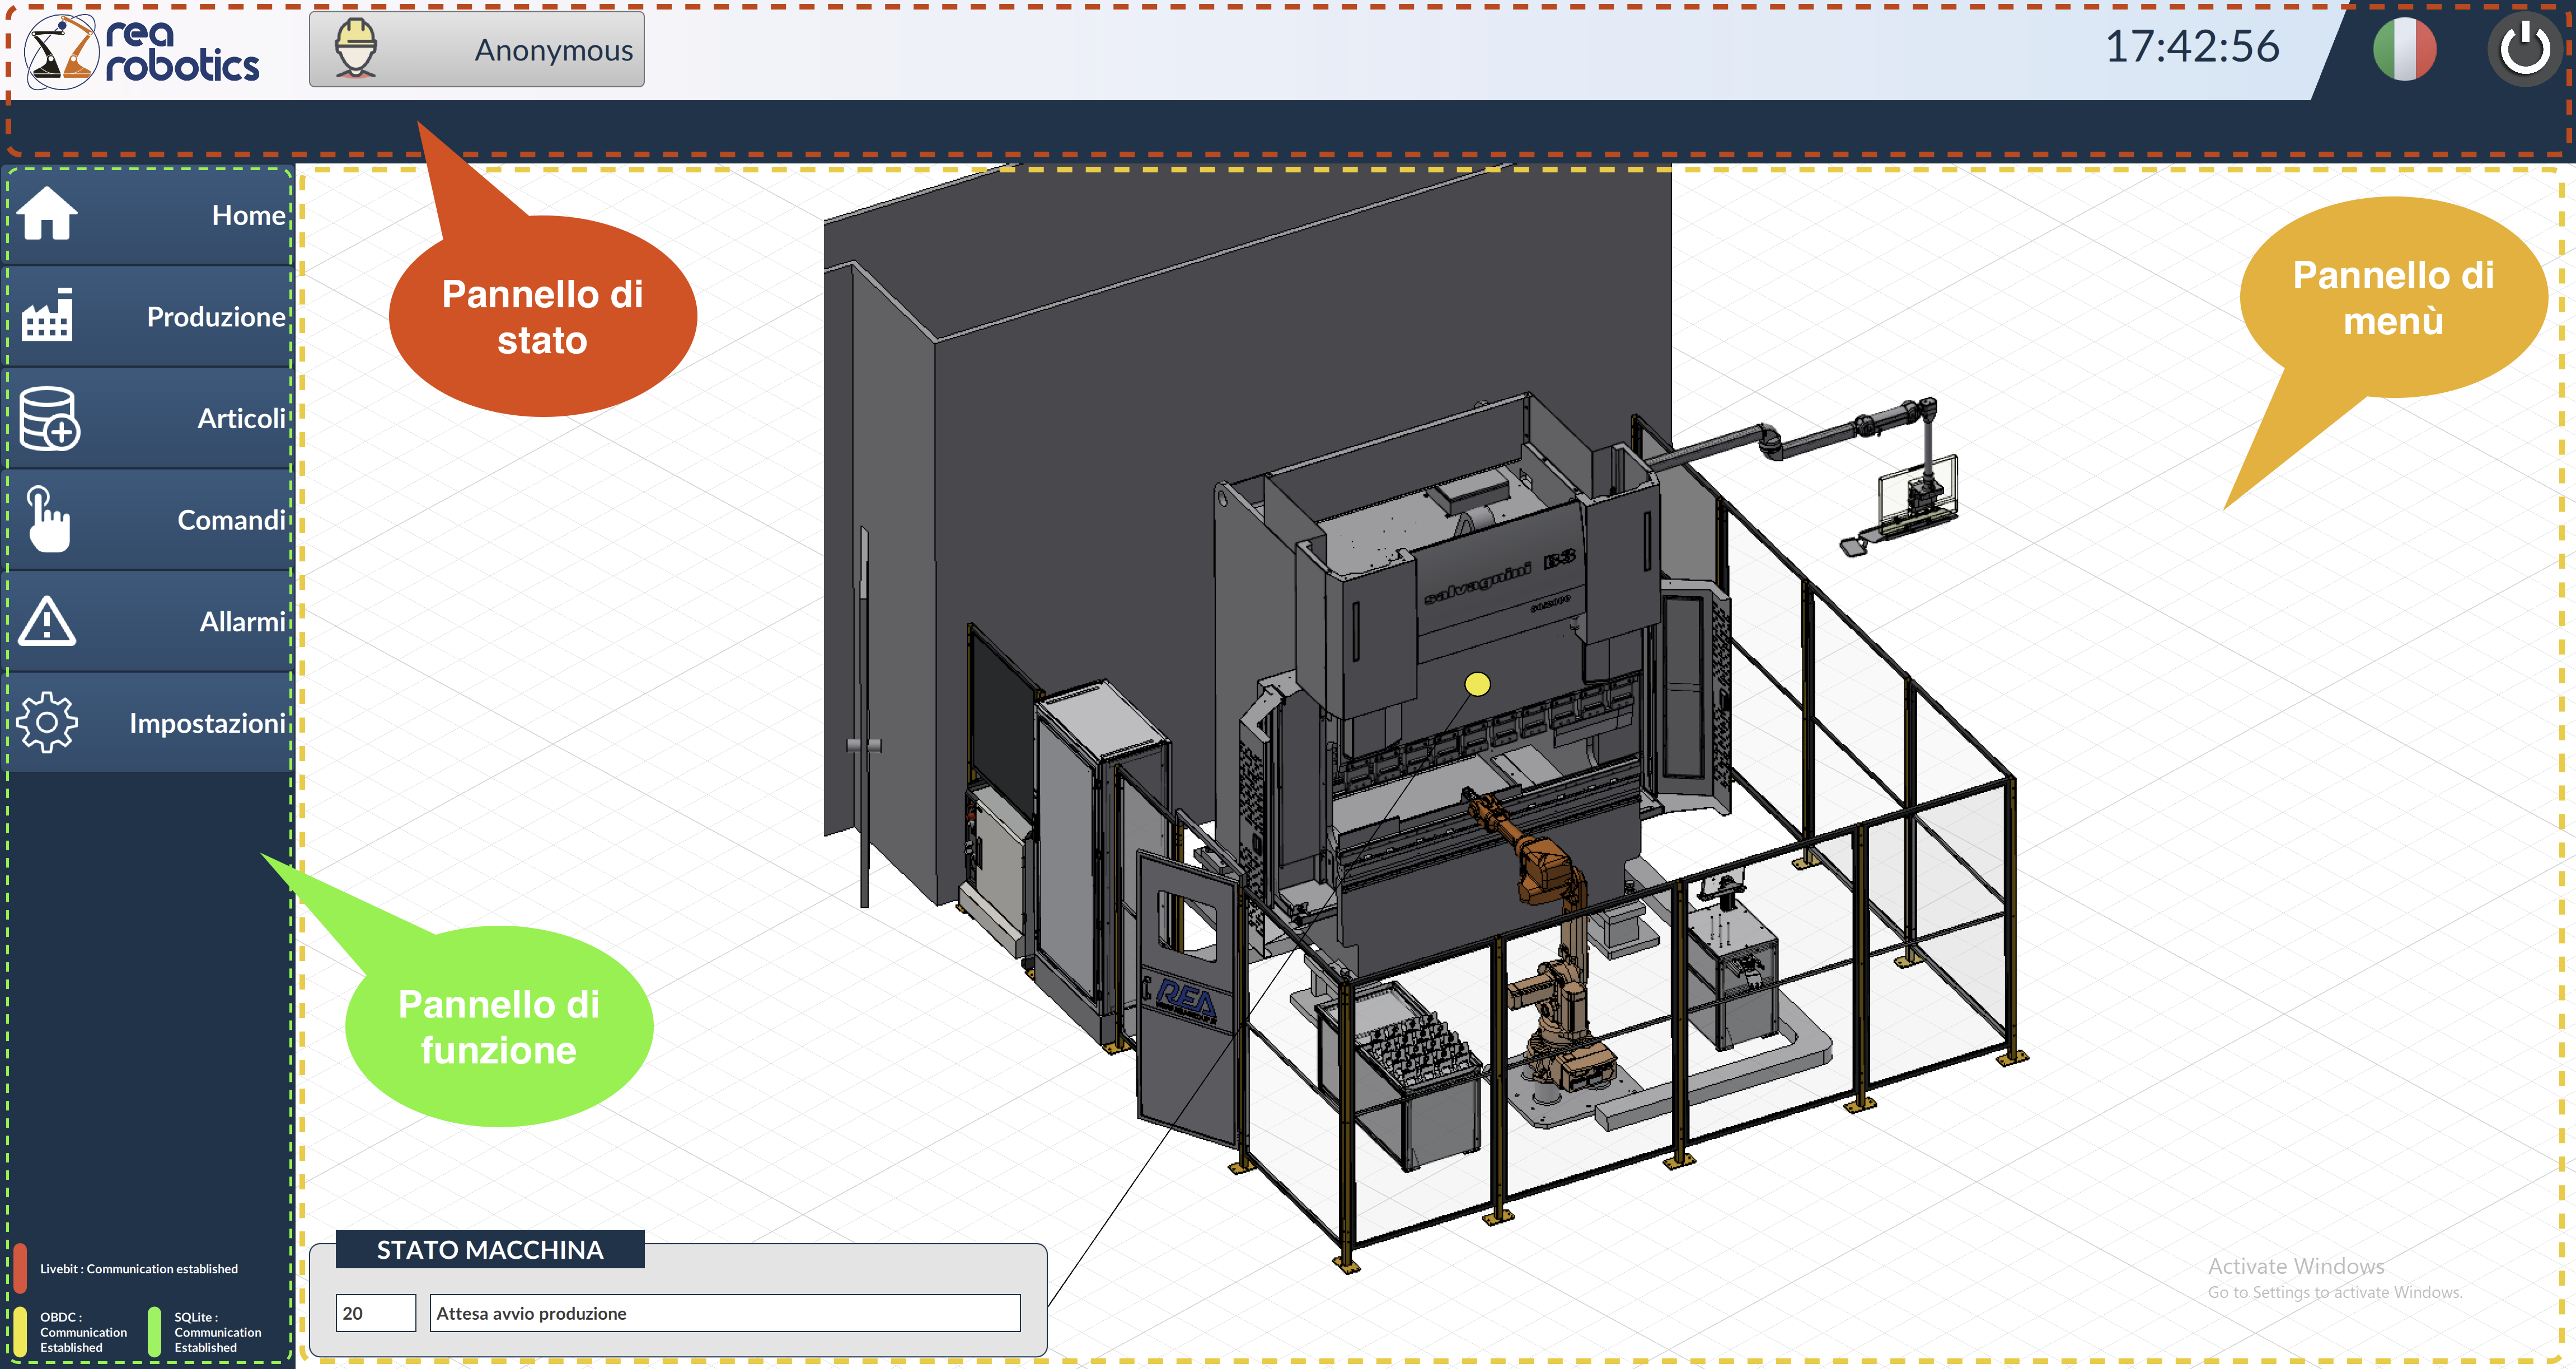 rea
robotics
Anonymous
17:42:56
Home
Produzione
Articoli
Comandi
Allarmi
Impostazioni
Pannello di
stato
Pannello di
menù
salvagnini B3
REA
Pannello di
funzione
STATO MACCHINA
20
Attesa avvio produzione
Livebit : Communication established
OBDC :
Communication
Established
SQLite :
Communication
Established
Activate Windows
Go to Settings to activate Windows.